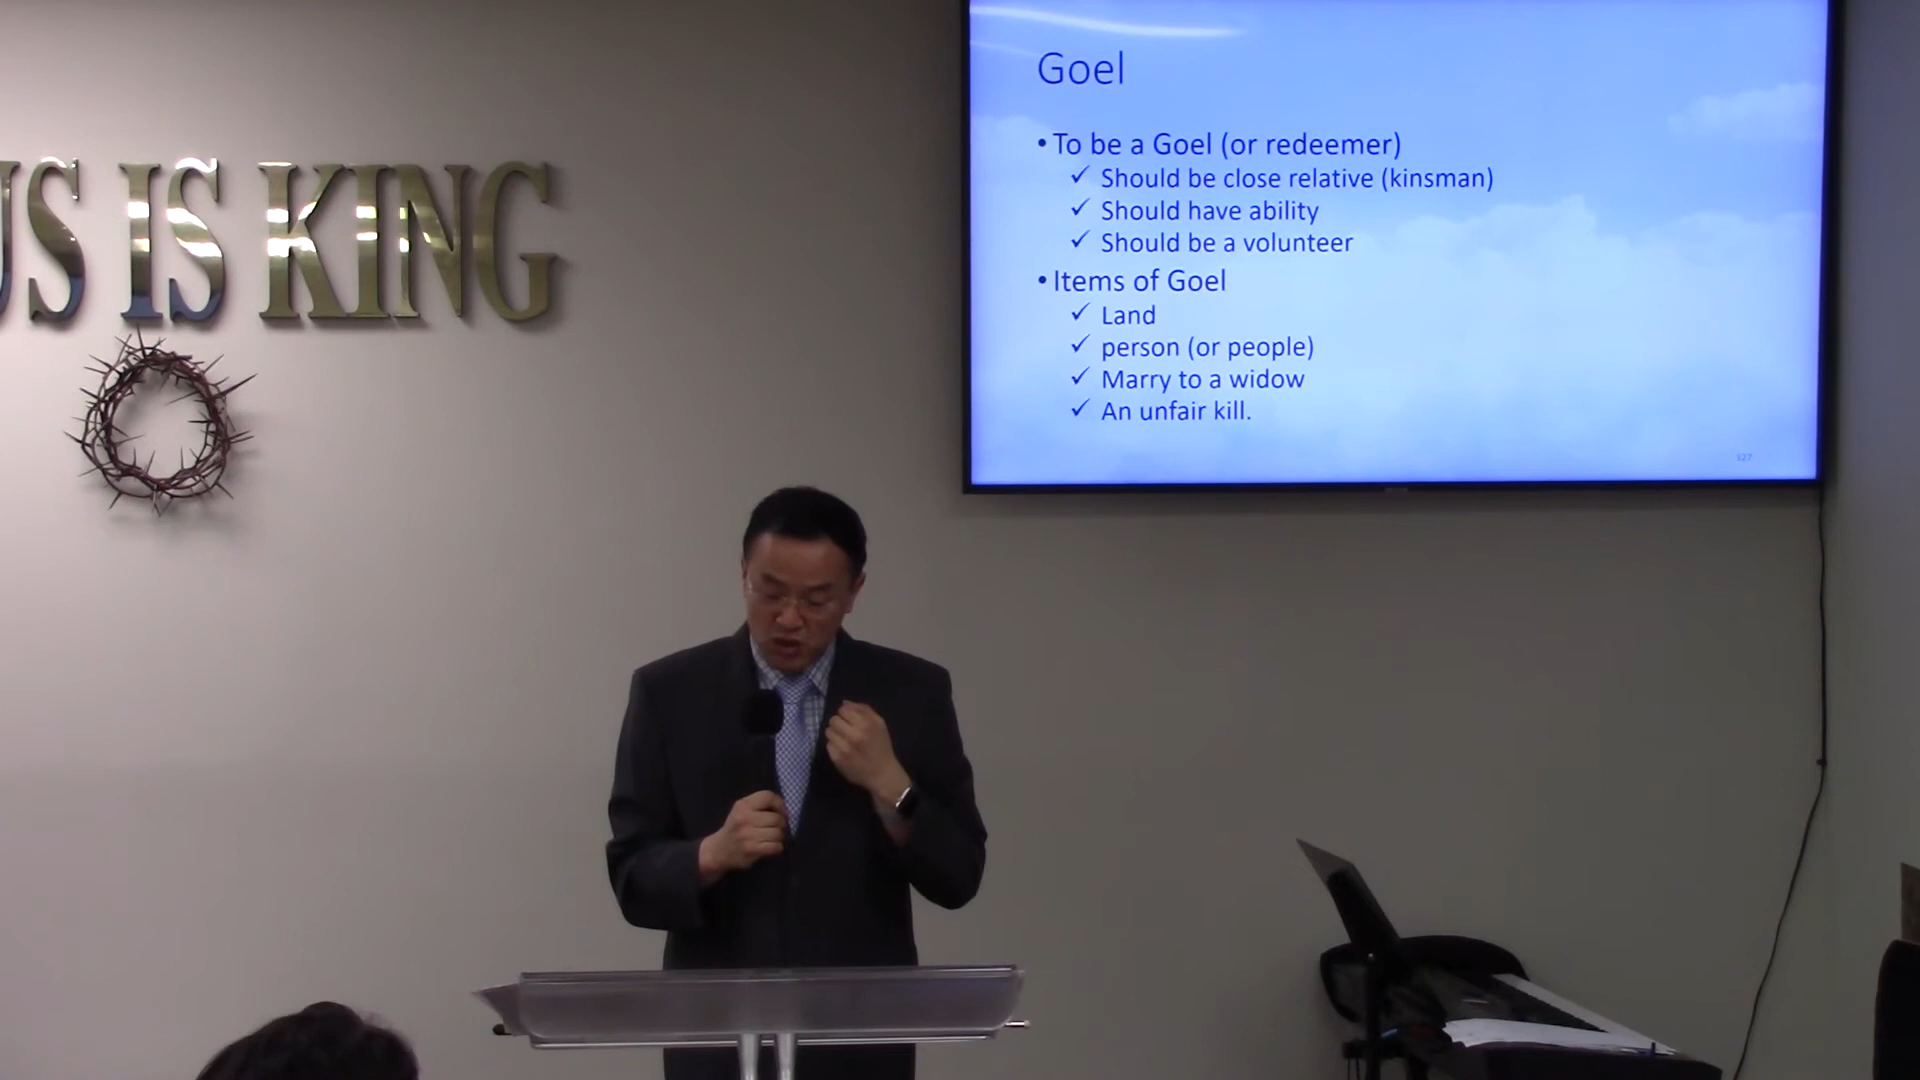 US IS KING
Goel
• To be a Goel (or redeemer)
✓ Should be close relative (kinsman)
✓ Should have ability
✓ Should be a volunteer
• Items of Goel
✓ Land
✓ person (or people)
✓ Marry to a widow
✓ An unfair kill.
127